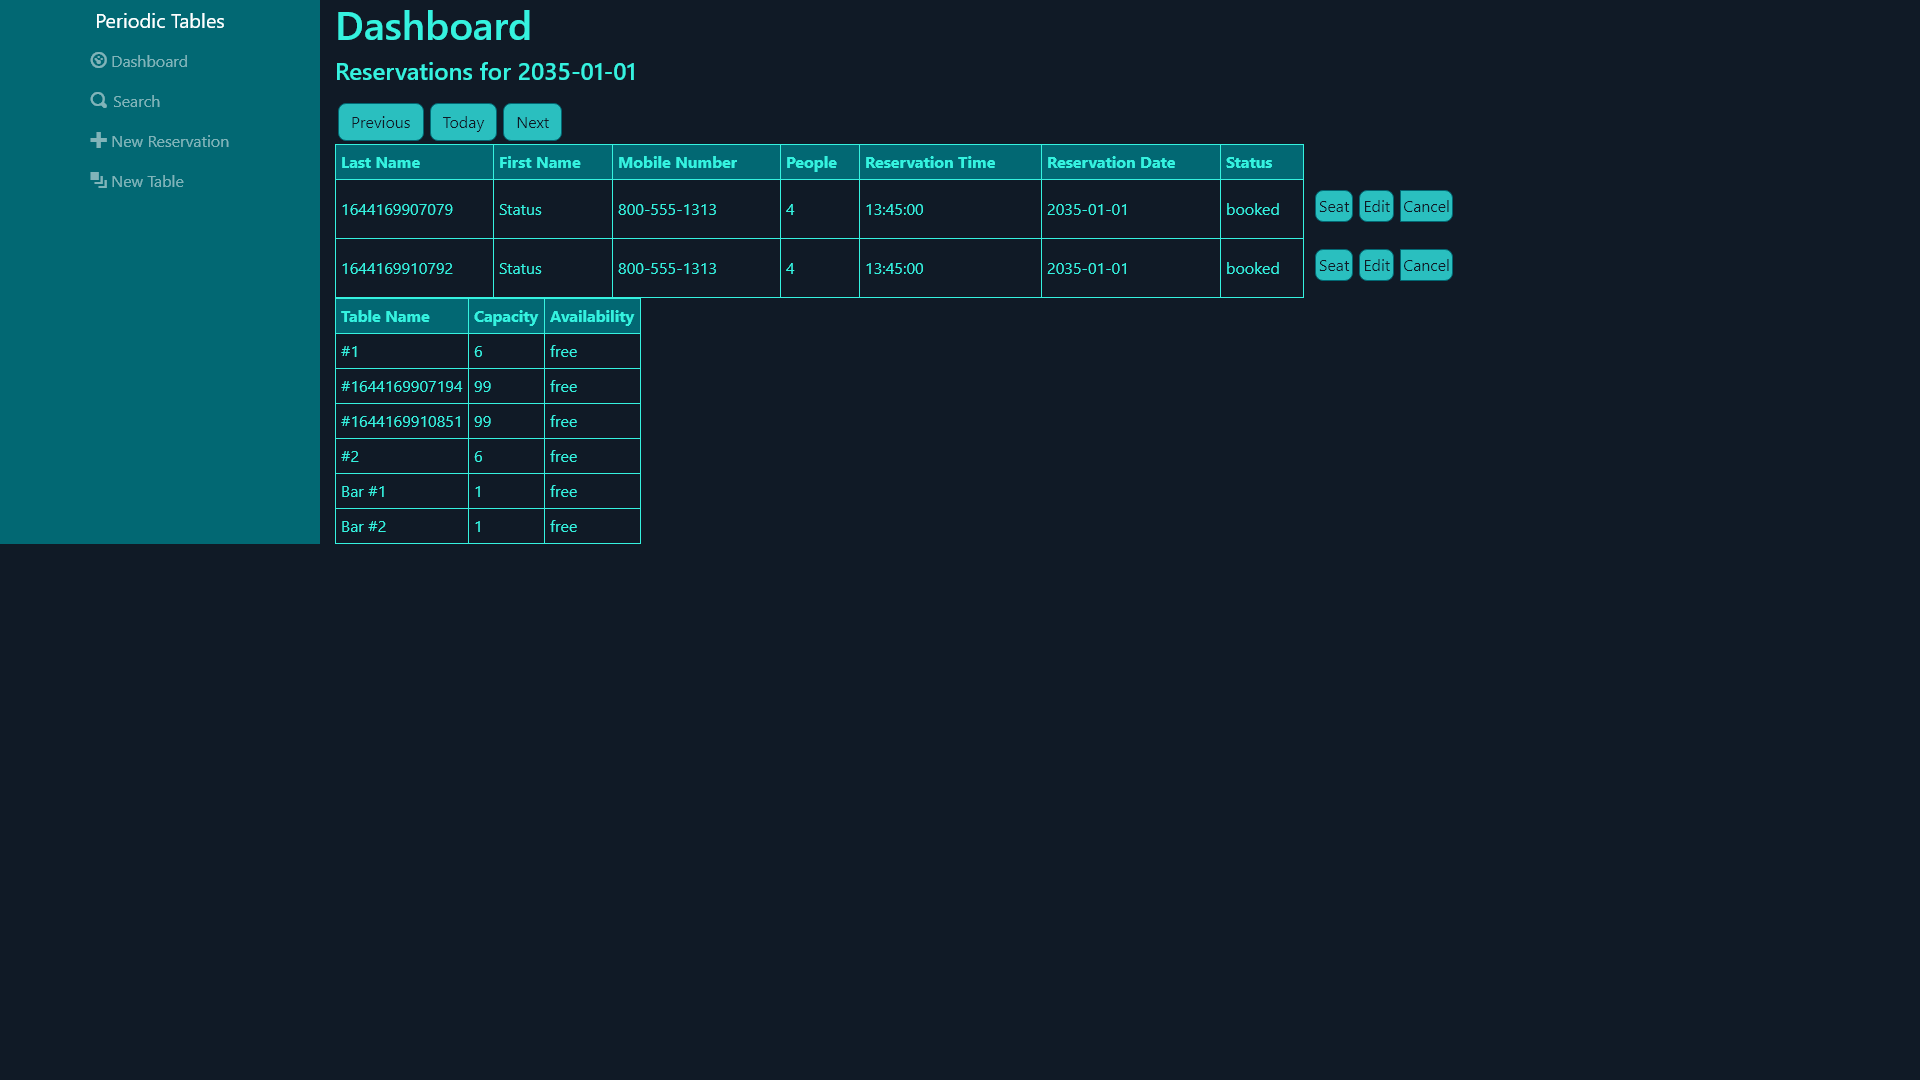 Periodic Tables
Dashboard
Search
New Reservation
New Table
Dashboard
Reservations for 2035-01-01
Previous Today Next
Last Name First Name Mobile Number People Reservation Time Reservation Date Status
1644169907079 Status 800-555-1313 4 13:45:00 2035-01-01 booked Seat Edit Cancel
1644169910792 Status 800-555-1313 4 13:45:00 2035-01-01 booked Seat Edit Cancel
Table Name Capacity Availability
#1 6 free
#1644169907194 99 free
#1644169910851 99 free
#2 6 free
Bar #1 1 free
Bar #2 1 free